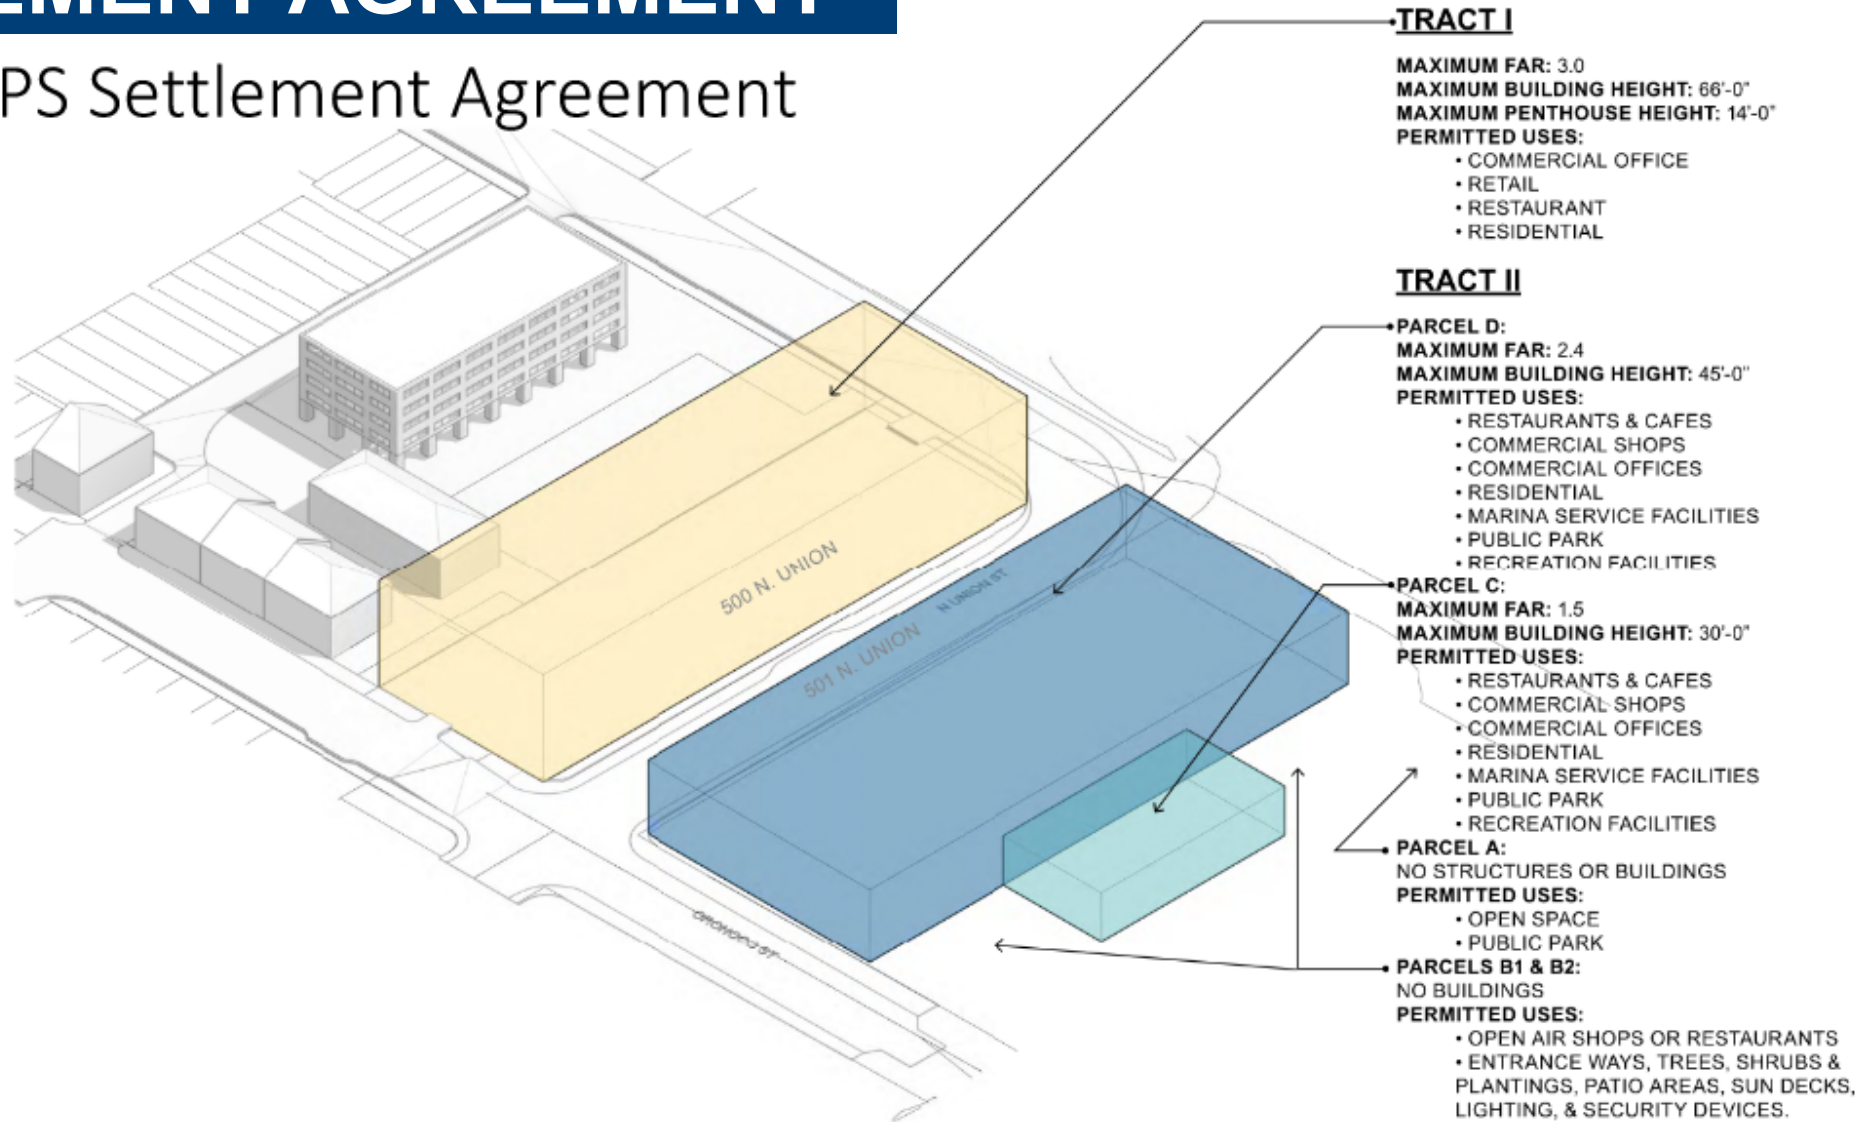 EMENT AGREEMENT
PS Settlement Agreement
TRACT I
MAXIMUM FAR: 3.0
MAXIMUM BUILDING HEIGHT: 66'-0"
MAXIMUM PENTHOUSE HEIGHT: 14'-0"
PERMITTED USES:
• COMMERCIAL OFFICE
• RETAIL
• RESTAURANT
• RESIDENTIAL
TRACT II
PARCEL D:
MAXIMUM FAR: 2.4
MAXIMUM BUILDING HEIGHT: 45'-0"
PERMITTED USES:
• RESTAURANTS & CAFES
• COMMERCIAL SHOPS
• COMMERCIAL OFFICES
• RESIDENTIAL
• MARINA SERVICE FACILITIES
• PUBLIC PARK
• RECREATION FACILITIES
PARCEL C:
MAXIMUM FAR: 1.5
MAXIMUM BUILDING HEIGHT: 30'-0"
PERMITTED USES:
• RESTAURANTS & CAFES
• COMMERCIAL SHOPS
• COMMERCIAL OFFICES
• RESIDENTIAL
• MARINA SERVICE FACILITIES
• PUBLIC PARK
• RECREATION FACILITIES
PARCEL A:
NO STRUCTURES OR BUILDINGS
PERMITTED USES:
• OPEN SPACE
• PUBLIC PARK
PARCELS B1 & B2:
NO BUILDINGS
PERMITTED USES:
• OPEN AIR SHOPS OR RESTAURANTS
• ENTRANCE WAYS, TREES, SHRUBS &
PLANTINGS, PATIO AREAS, SUN DECKS,
LIGHTING, & SECURITY DEVICES.
500 N. UNION
501 N. UNION
N UNION ST
ORONOCO ST